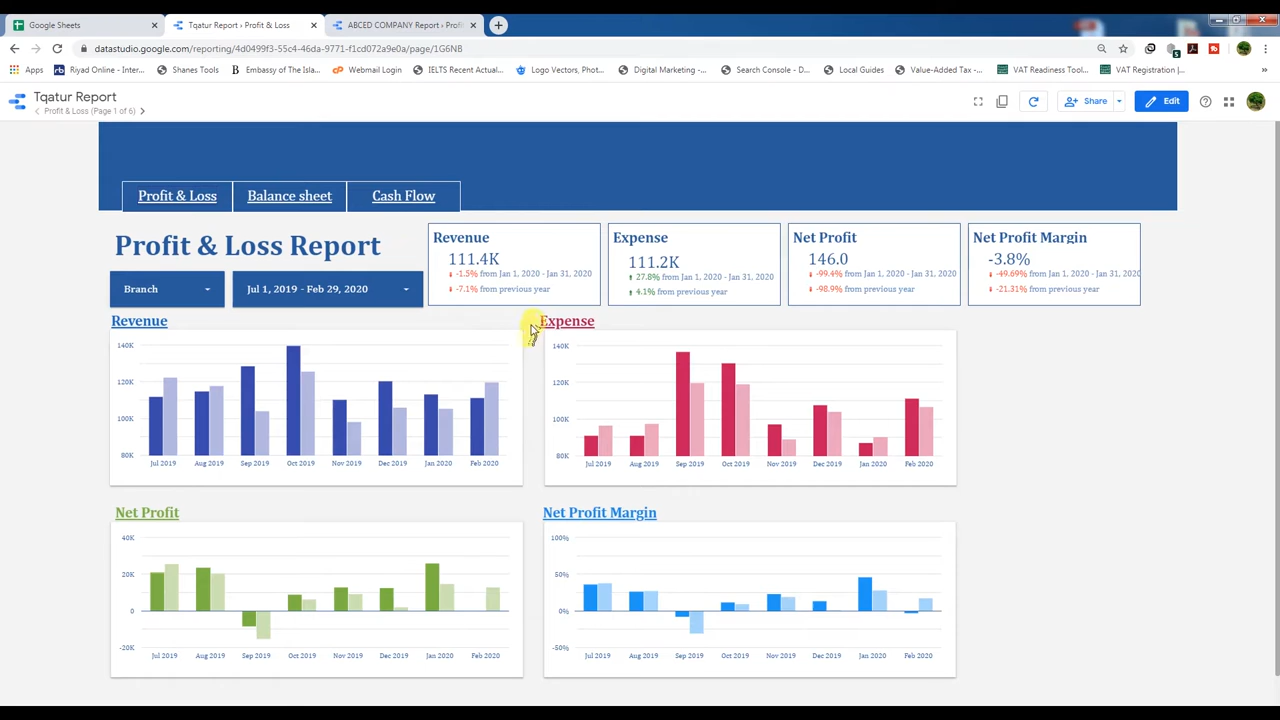 Google Sheets
Tqatur Report › Profit & Loss
ABCED COMPANY Report › Prof
datastudio.google.com/reporting/4d0499f3-55c4-46da-9771-f1cd072a9e0a/page/1G6NB
Apps
Riyad Online - Inter...
Shanes Tools
Embassy of The Isla...
Webmail Login
IELTS Recent Actual...
Logo Vectors, Phot...
Digital Marketing -...
Search Console - D...
Local Guides
Value-Added Tax -...
VAT Readiness Tool...
VAT Registration |...
Tqatur Report
Profit & Loss (Page 1 of 6)
Share
Edit
Profit & Loss
Balance sheet
Cash Flow
Profit & Loss Report
Branch
Jul 1, 2019 - Feb 29, 2020
Revenue
111.4K
-1.5% from Jan 1, 2020 - Jan 31, 2020
-7.1% from previous year
Expense
111.2K
27.8% from Jan 1, 2020 - Jan 31, 2020
4.1% from previous year
Net Profit
146.0
-99.4% from Jan 1, 2020 - Jan 31, 2020
-98.9% from previous year
Net Profit Margin
-3.8%
-49.69% from Jan 1, 2020 - Jan 31, 2020
-21.31% from previous year
Revenue
140K
120K
100K
80K
Jul 2019 Aug 2019 Sep 2019 Oct 2019 Nov 2019 Dec 2019 Jan 2020 Feb 2020
Expense
140K
120K
100K
80K
Jul 2019 Aug 2019 Sep 2019 Oct 2019 Nov 2019 Dec 2019 Jan 2020 Feb 2020
Net Profit
40K
20K
0
-20K
Jul 2019 Aug 2019 Sep 2019 Oct 2019 Nov 2019 Dec 2019 Jan 2020 Feb 2020
Net Profit Margin
100%
50%
0%
-50%
Jul 2019 Aug 2019 Sep 2019 Oct 2019 Nov 2019 Dec 2019 Jan 2020 Feb 2020